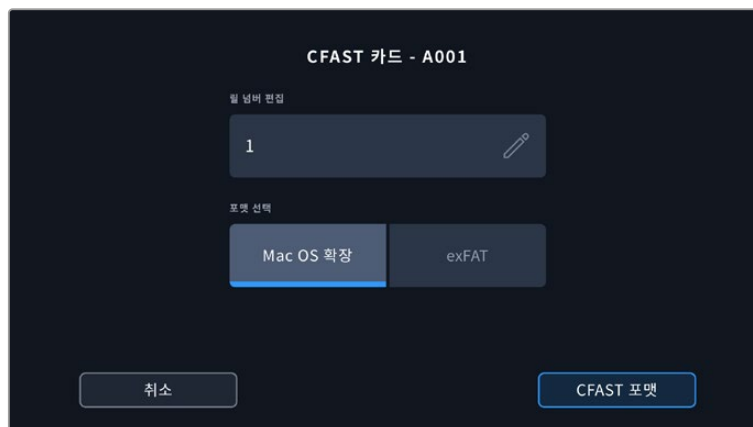 CFAST 카드 - A001
릴 넘버 편집
1
포맷 선택
Mac OS 확장 exFAT
취소 CFAST 포맷